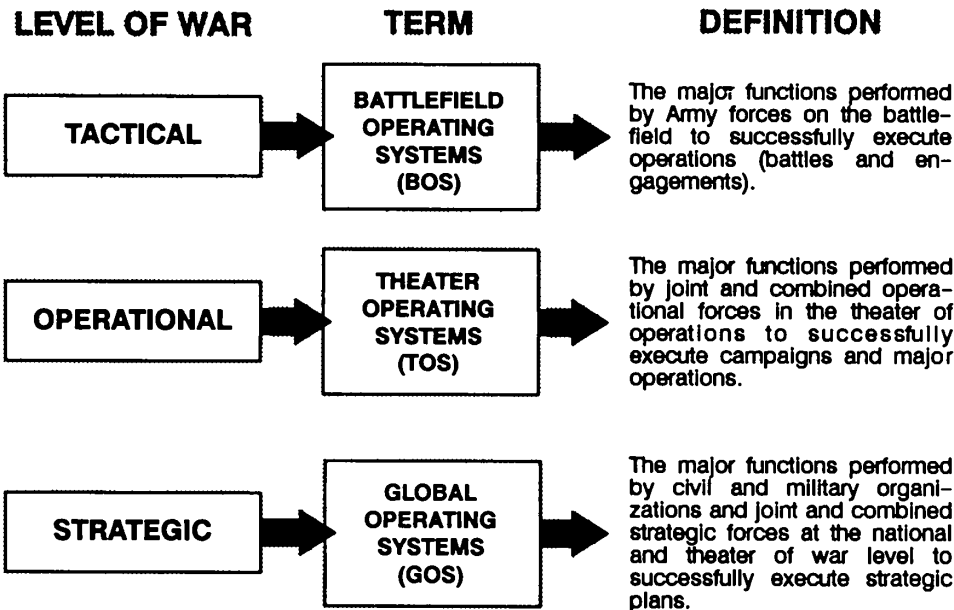 LEVEL OF WAR TERM DEFINITION
TACTICAL
BATTLEFIELD
OPERATING
SYSTEMS
(BOS)
The major functions performed
by Army forces on the battle-
field to successfully execute
operations (battles and en-
gagements).
OPERATIONAL
THEATER
OPERATING
SYSTEMS
(TOS)
The major functions performed
by joint and combined opera-
tional forces in the theater of
operations to successfully
execute campaigns and major
operations.
STRATEGIC
GLOBAL
OPERATING
SYSTEMS
(GOS)
The major functions performed
by civil and military organi-
zations and joint and combined
strategic forces at the national
and theater of war level to
successfully execute strategic
plans.